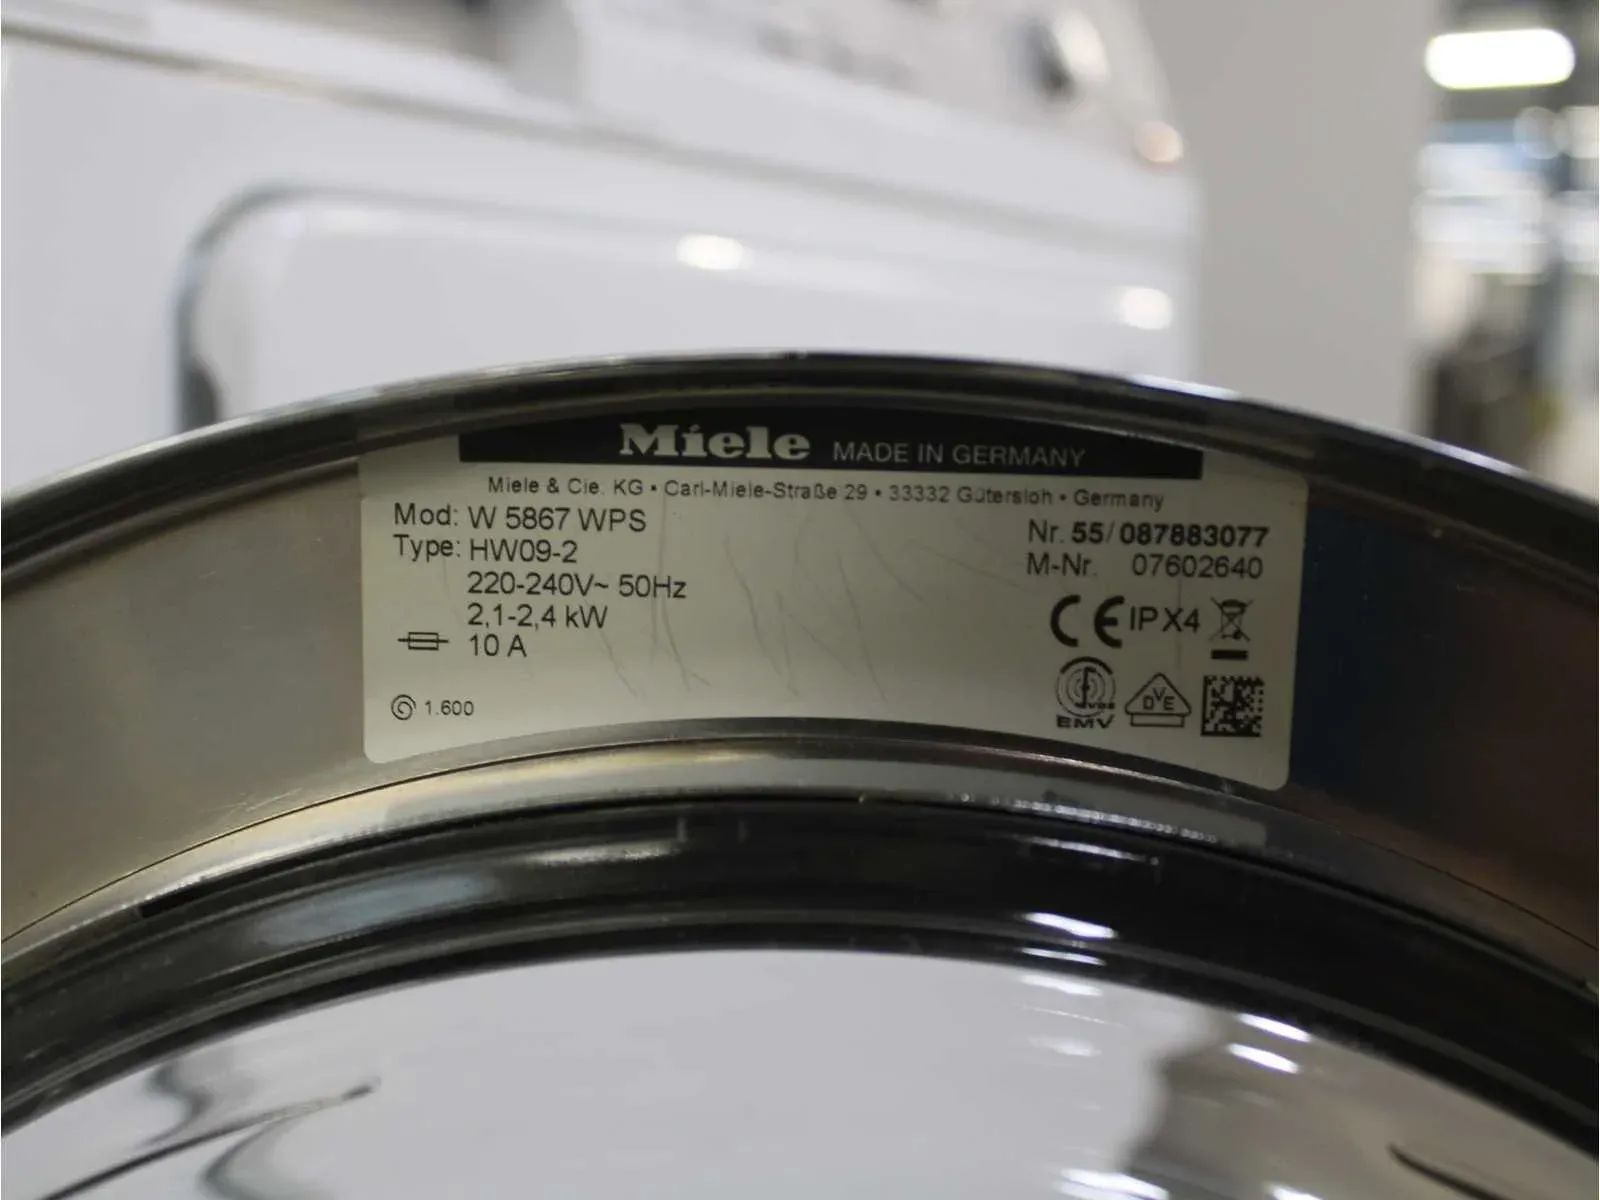 Miele MADE IN GERMANY
Miele & Cie. KG • Carl-Miele-Straße 29 • 33332 Gütersloh • Germany
Mod: W 5867 WPS
Nr. 55/087883077
Type: HW09-2
M-Nr. 07602640
220-240V~ 50Hz
2,1-2,4 kW
CE IPX4
10 A
1.600
EMV
DVE